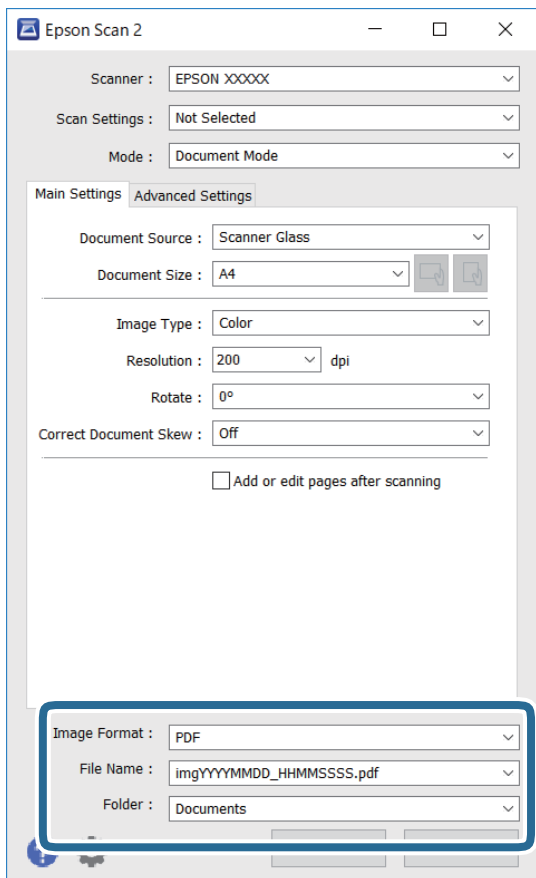 Epson Scan 2
Scanner : EPSON XXXXX
Scan Settings : Not Selected
Mode : Document Mode
Main Settings Advanced Settings
Document Source : Scanner Glass
Document Size : A4
Image Type : Color
Resolution : 200 dpi
Rotate : 0°
Correct Document Skew : Off
Add or edit pages after scanning
Image Format : PDF
File Name : imgYYYYMMDD_HHMMSSSS.pdf
Folder : Documents